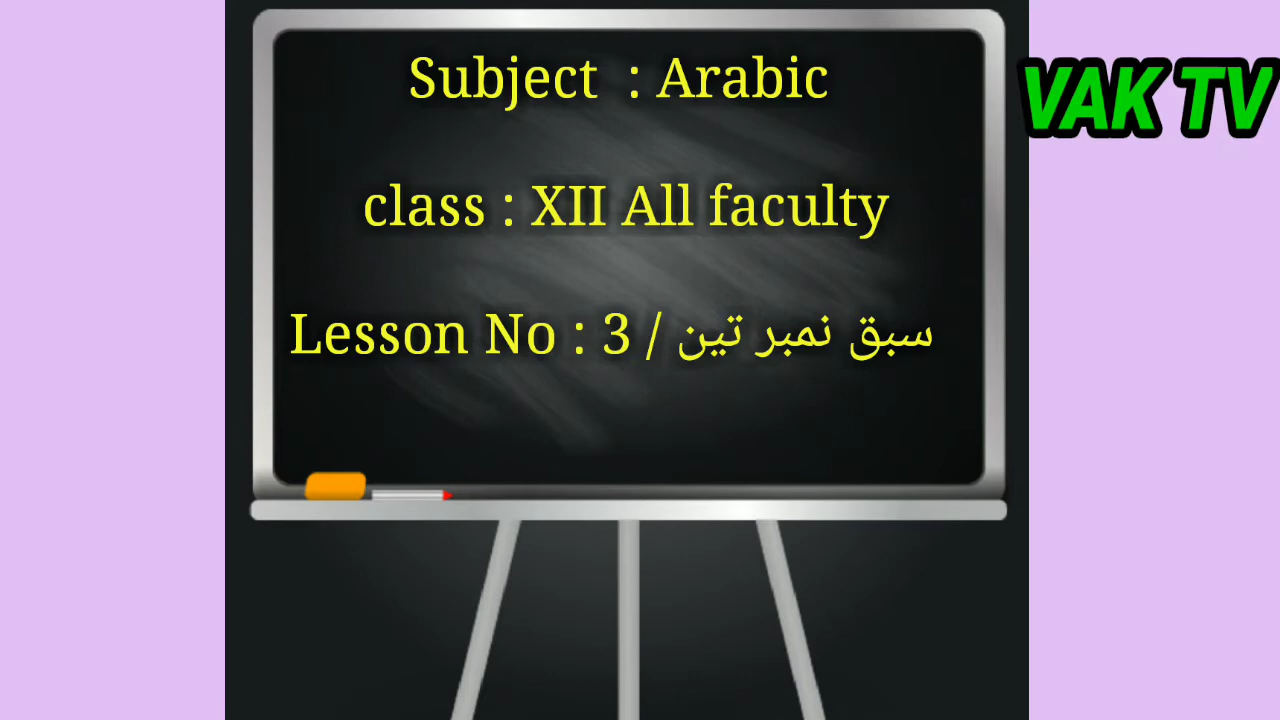 Subject : Arabic
VAK TV
class : XII All faculty
Lesson No : 3 / سبق نمبر تین